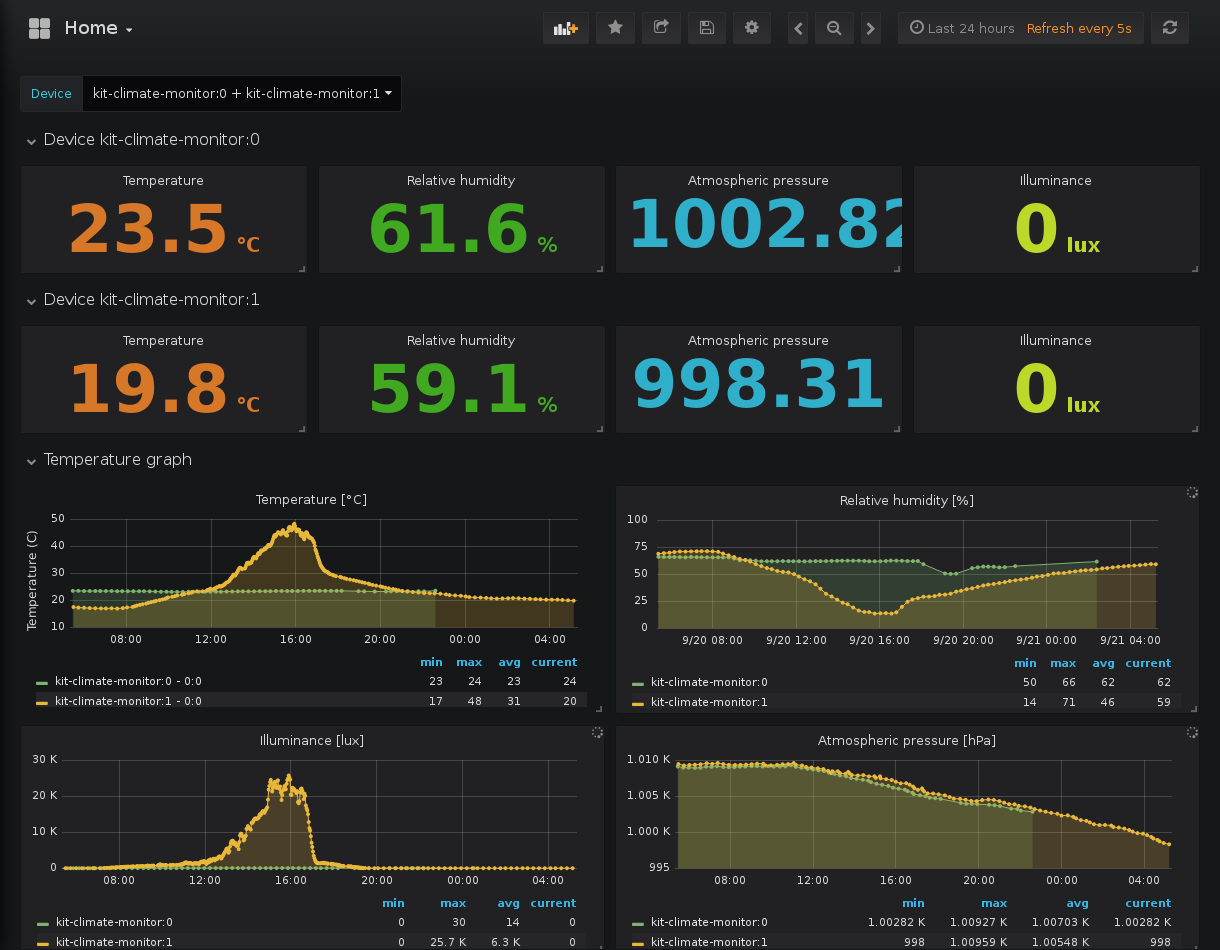 Home
Last 24 hours Refresh every 5s
Device kit-climate-monitor:0 + kit-climate-monitor:1
Device kit-climate-monitor:0
Temperature Relative humidity Atmospheric pressure Illuminance
23.5 °C 61.6 % 1002.82 0 lux
Device kit-climate-monitor:1
Temperature Relative humidity Atmospheric pressure Illuminance
19.8 °C 59.1 % 998.31 0 lux
Temperature graph
Temperature [°C]
Temperature (C)
50
40
30
20
10
08:00 12:00 16:00 20:00 00:00 04:00
min max avg current
kit-climate-monitor:0 - 0:0 23 24 23 24
kit-climate-monitor:1 - 0:0 17 48 31 20
Relative humidity [%]
100
75
50
25
0
9/20 08:00 9/20 12:00 9/20 16:00 9/20 20:00 9/21 00:00 9/21 04:00
min max avg current
kit-climate-monitor:0 50 66 62 62
kit-climate-monitor:1 14 71 46 59
Illuminance [lux]
30 K
20 K
10 K
0
08:00 12:00 16:00 20:00 00:00 04:00
min max avg current
kit-climate-monitor:0 0 30 14 0
kit-climate-monitor:1 0 25.7 K 6.3 K 0
Atmospheric pressure [hPa]
1.010 K
1.005 K
1.000 K
995
08:00 12:00 16:00 20:00 00:00 04:00
min max avg current
kit-climate-monitor:0 1.00282 K 1.00927 K 1.00703 K 1.00282 K
kit-climate-monitor:1 998 1.00959 K 1.00548 K 998